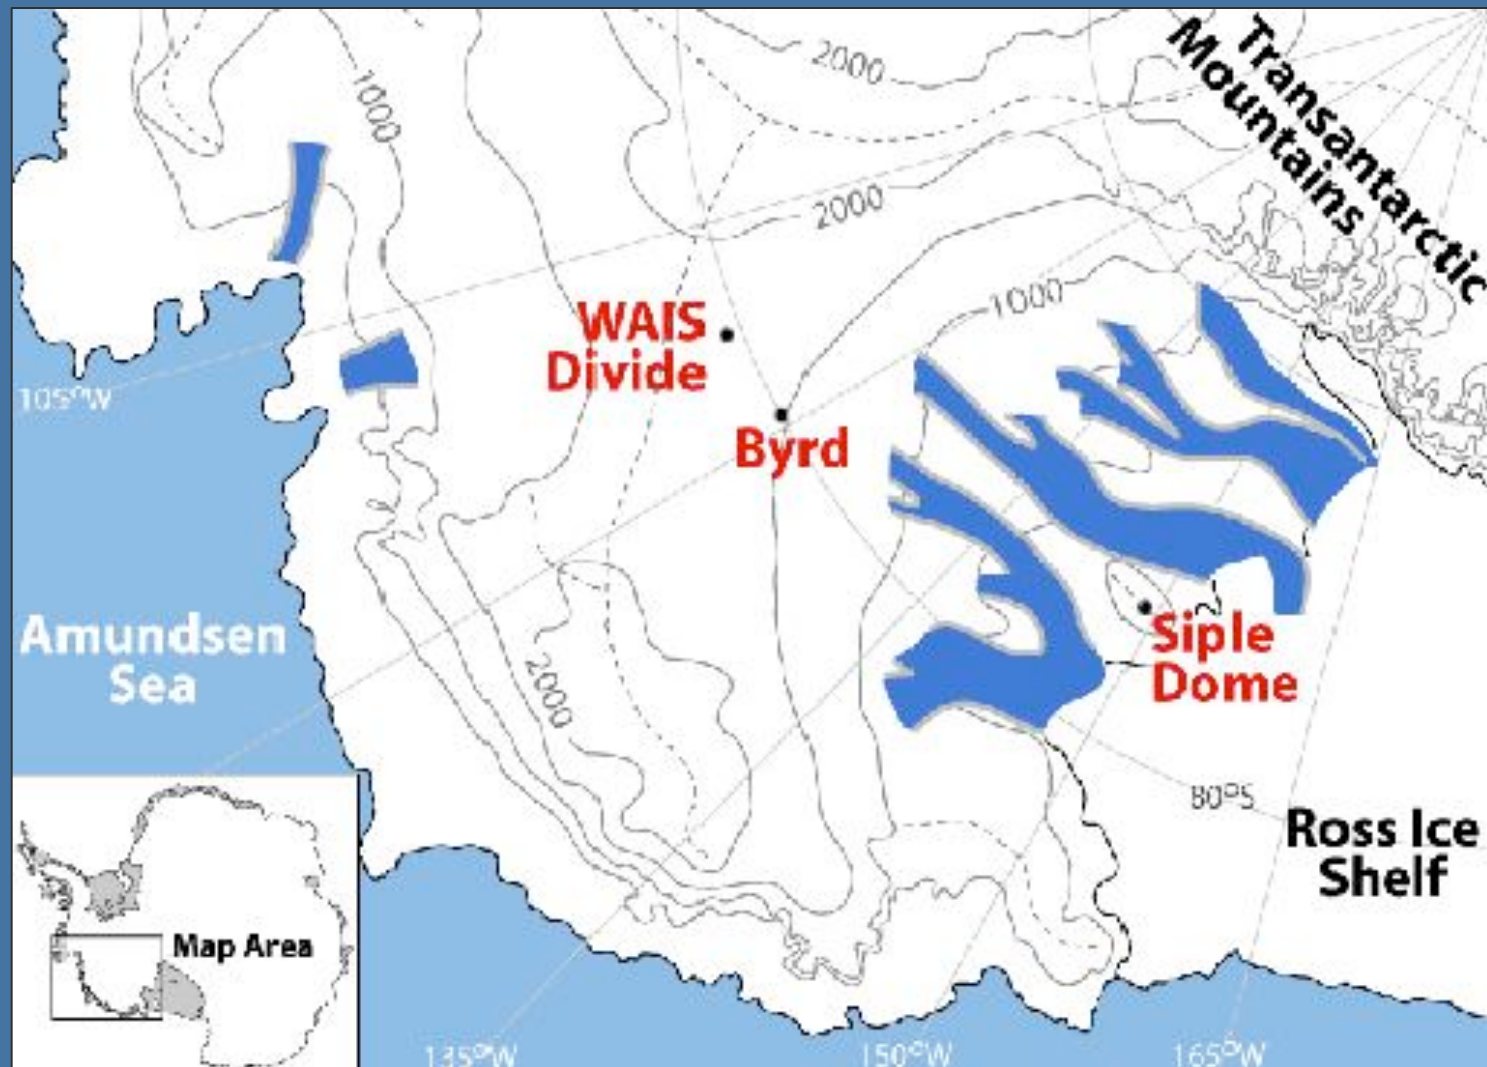 2000
Transantarctic
Mountains
1000
2000
1000
WAIS
Divide
105°W
Byrd
Amundsen
Sea
2000
Siple
Dome
80°S
Ross Ice
Shelf
Map Area
135°W
150°W
165°W